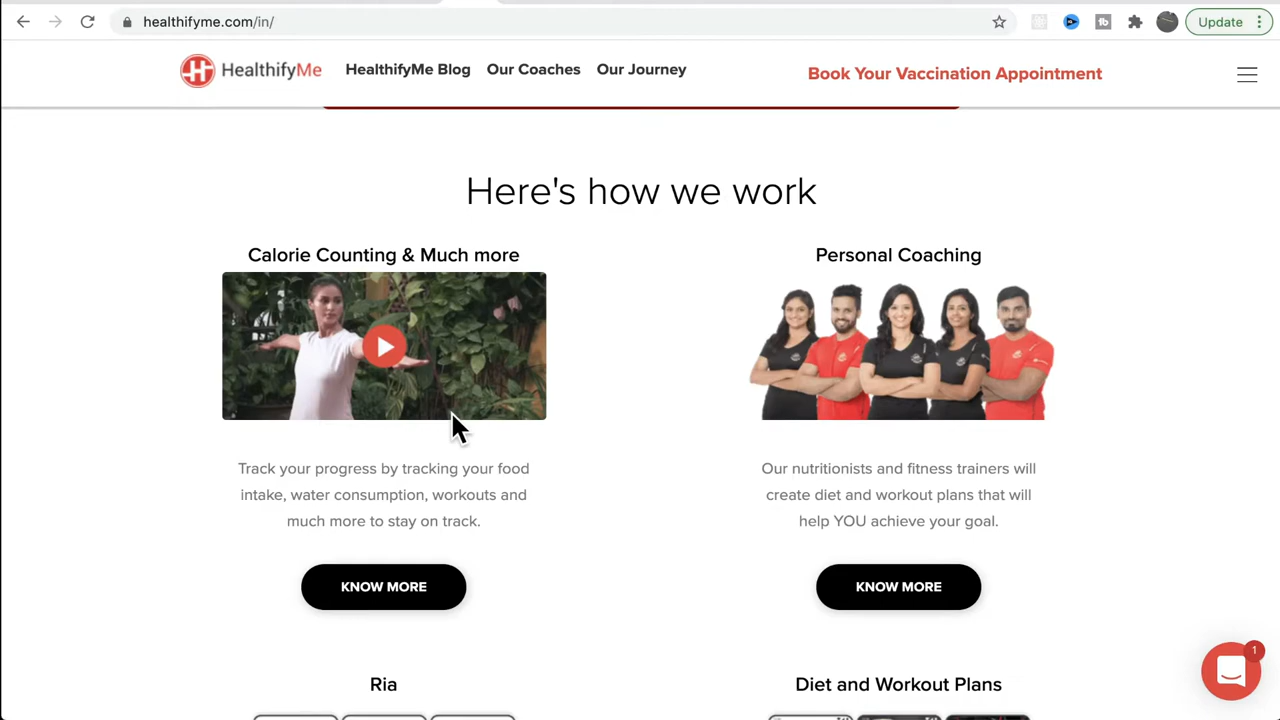 healthifyme.com/in/
Update
HealthifyMe
HealthifyMe Blog
Our Coaches
Our Journey
Book Your Vaccination Appointment
Here's how we work
Calorie Counting & Much more
Personal Coaching
Track your progress by tracking your food
intake, water consumption, workouts and
much more to stay on track.
Our nutritionists and fitness trainers will
create diet and workout plans that will
help YOU achieve your goal.
KNOW MORE
KNOW MORE
1
Ria
Diet and Workout Plans